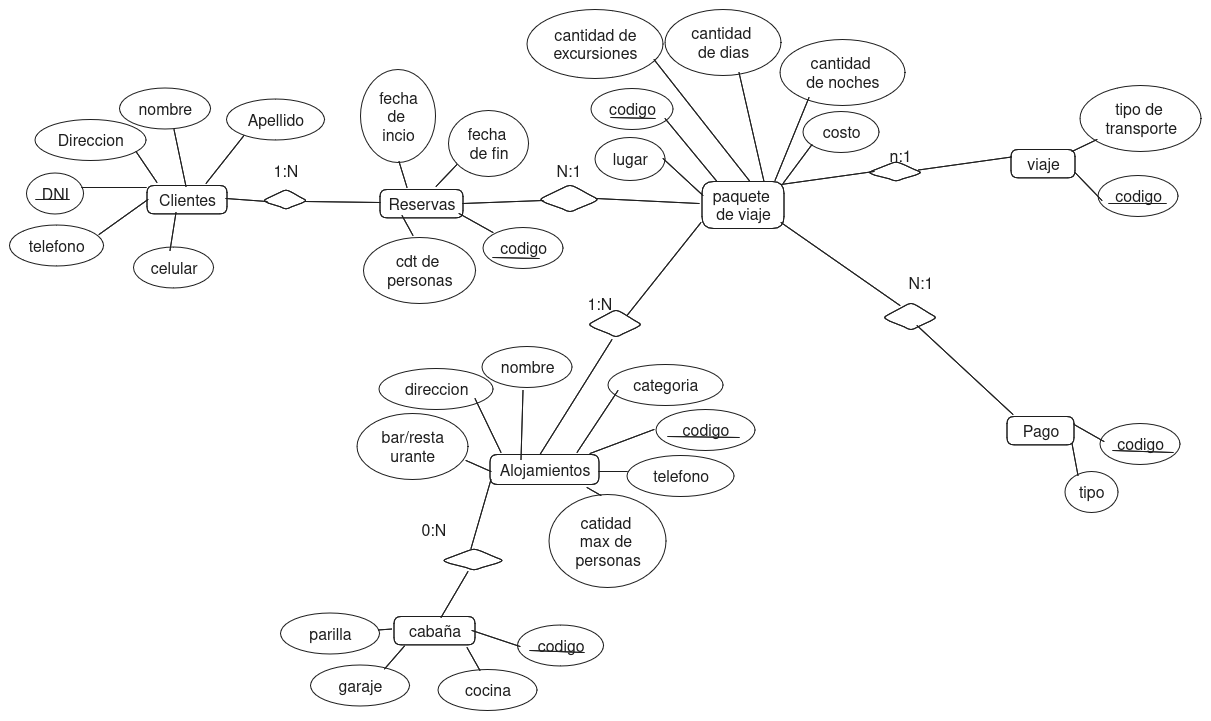 cantidad de
excursiones
cantidad
de dias
cantidad
de noches
codigo
costo
lugar
tipo de
transporte
n:1
viaje
codigo
paquete
de viaje
fecha
de
incio
fecha
de fin
N:1
nombre
Apellido
Direccion
1:N
DNI
Clientes
Reservas
telefono
celular
cdt de
personas
codigo
1:N
N:1
nombre
direccion
categoria
bar/resta
urante
codigo
Alojamientos
telefono
catidad
max de
personas
Pago
codigo
tipo
0:N
parilla
cabaña
codigo
garaje
cocina